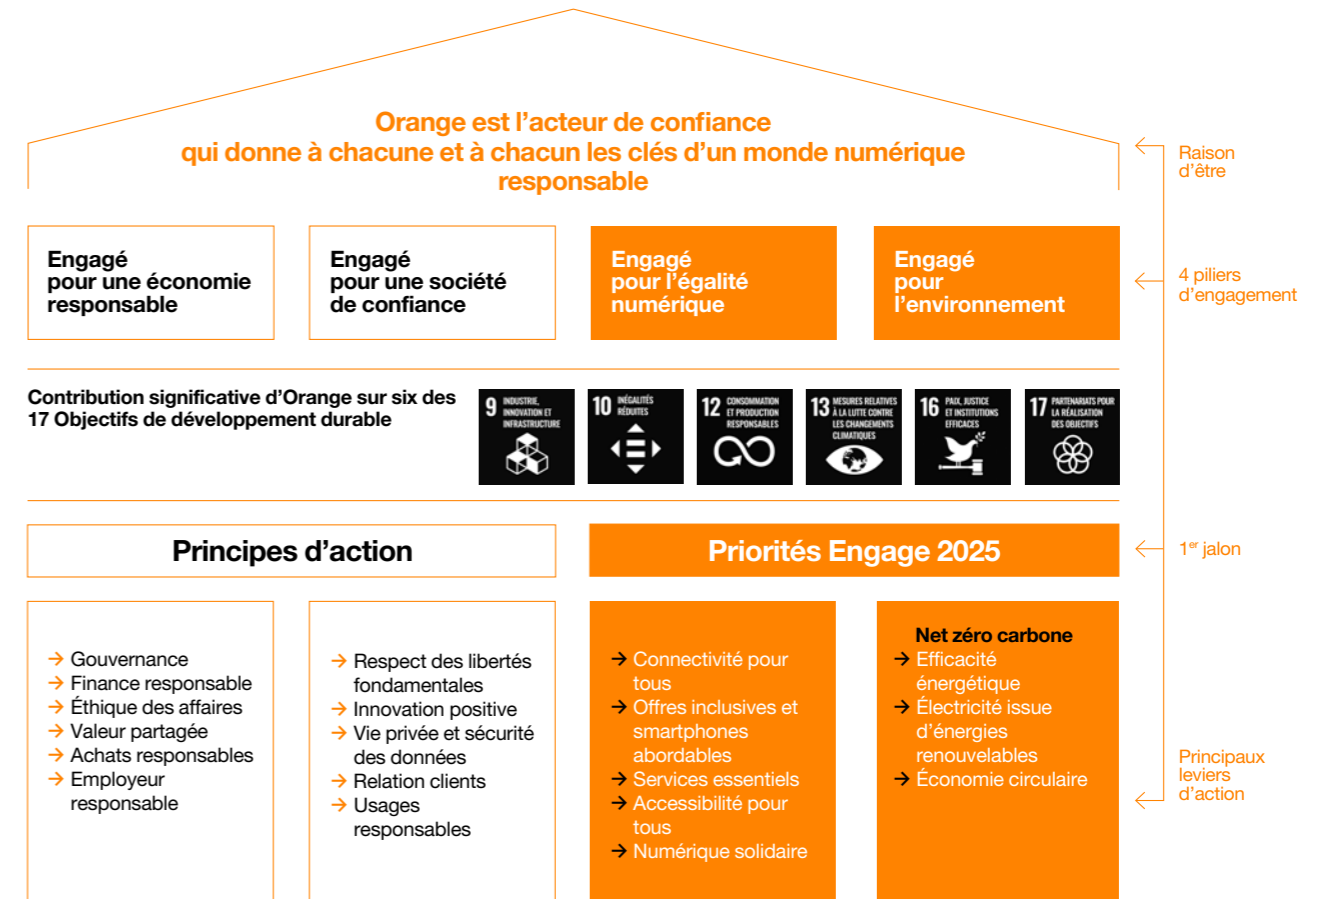 Orange est l’acteur de confiance
qui donne à chacune et à chacun les clés d’un monde numérique
responsable
Raison
d’être
Engagé
pour une économie
responsable
Engagé
pour une société
de confiance
Engagé
pour l’égalité
numérique
Engagé
pour
l’environnement
4 piliers
d’engagement
Contribution significative d’Orange sur six des
17 Objectifs de développement durable
9 INDUSTRIE,
INNOVATION ET
INFRASTRUCTURE
10 INÉGALITÉS
RÉDUITES
12 CONSOMMATION
ET PRODUCTION
RESPONSABLES
13 MESURES RELATIVES
À LA LUTTE CONTRE
LES CHANGEMENTS
CLIMATIQUES
16 PAIX, JUSTICE
ET INSTITUTIONS
EFFICACES
17 PARTENARIATS POUR
LA RÉALISATION
DES OBJECTIFS
Principes d’action
Priorités Engage 2025
1er jalon
→ Gouvernance
→ Finance responsable
→ Éthique des affaires
→ Valeur partagée
→ Achats responsables
→ Employeur
responsable
→ Respect des libertés
fondamentales
→ Innovation positive
→ Vie privée et sécurité
des données
→ Relation clients
→ Usages
responsables
→ Connectivité pour
tous
→ Offres inclusives et
smartphones
abordables
→ Services essentiels
→ Accessibilité pour
tous
→ Numérique solidaire
Net zéro carbone
→ Efficacité
énergétique
→ Électricité issue
d’énergies
renouvelables
→ Économie circulaire
Principaux
leviers
d’action